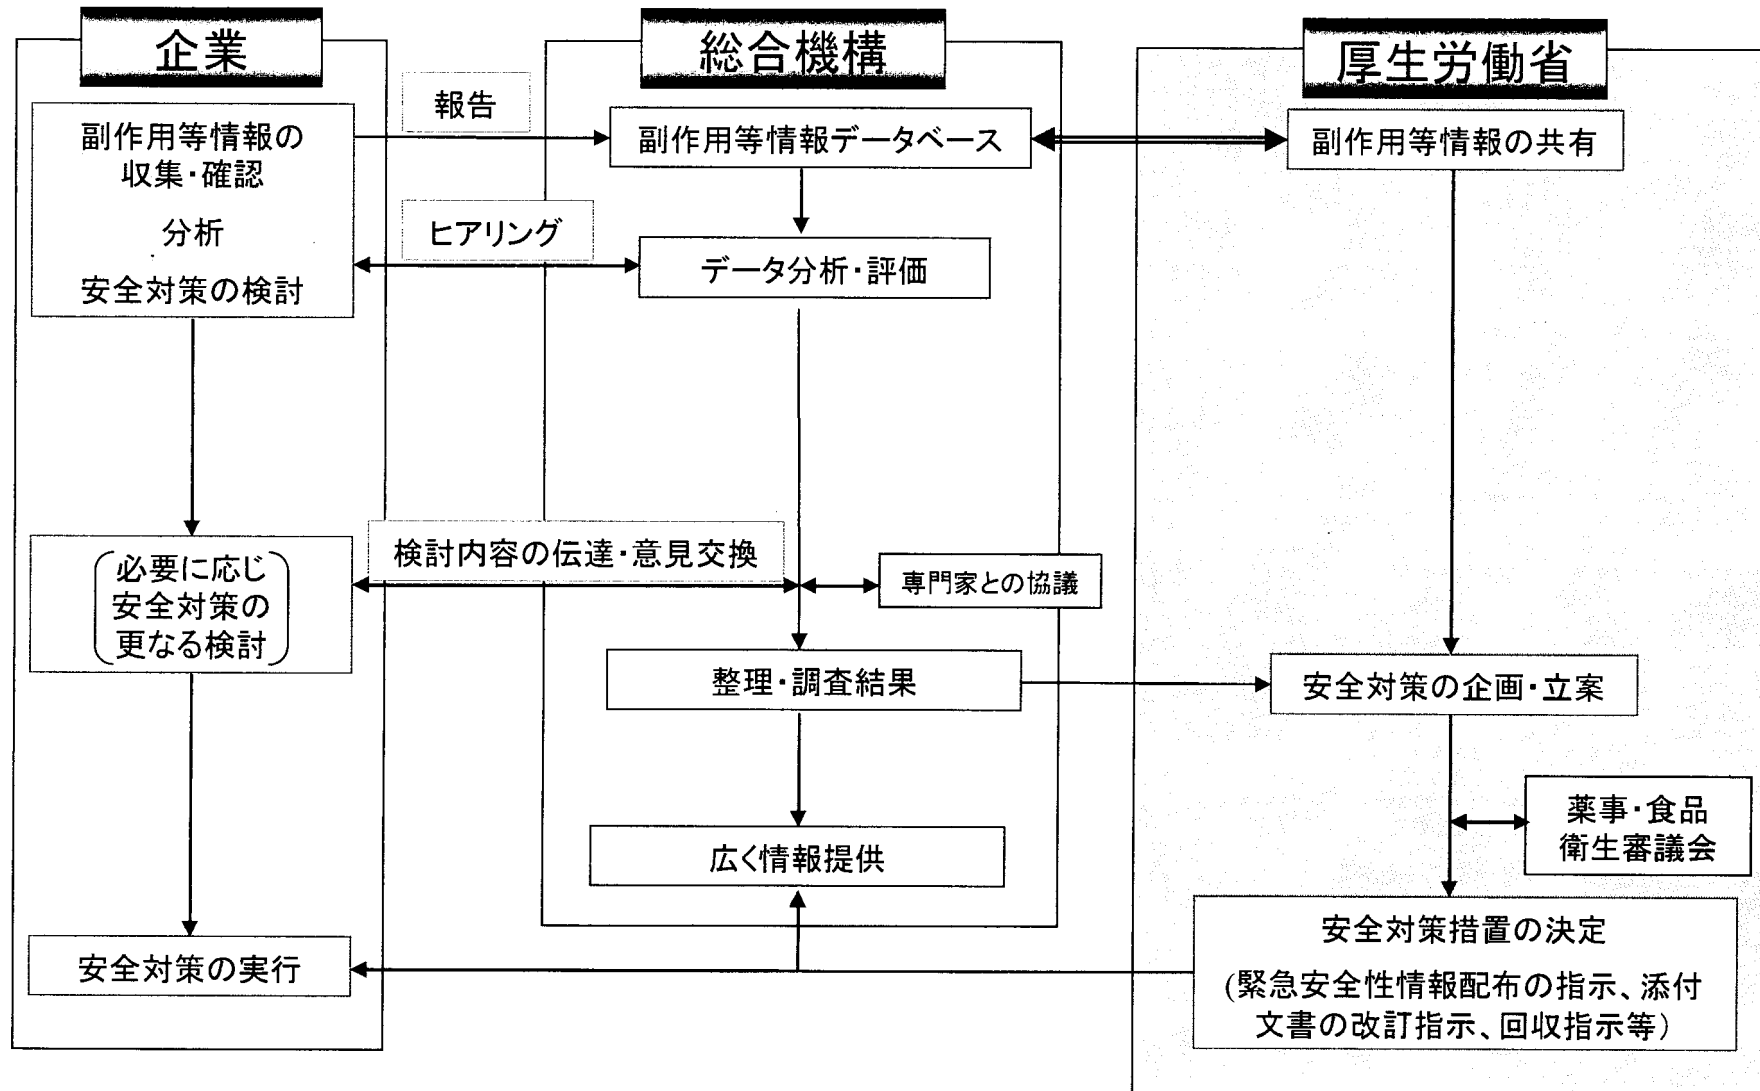 企業
総合機構
厚生労働省
報告
副作用等情報の
収集・確認
分析
安全対策の検討
副作用等情報データベース
副作用等情報の共有
ヒアリング
データ分析・評価
検討内容の伝達・意見交換
必要に応じ
安全対策の
更なる検討
専門家との協議
整理・調査結果
安全対策の企画・立案
薬事・食品
衛生審議会
広く情報提供
安全対策の実行
安全対策措置の決定
(緊急安全性情報配布の指示、添付
文書の改訂指示、回収指示等)